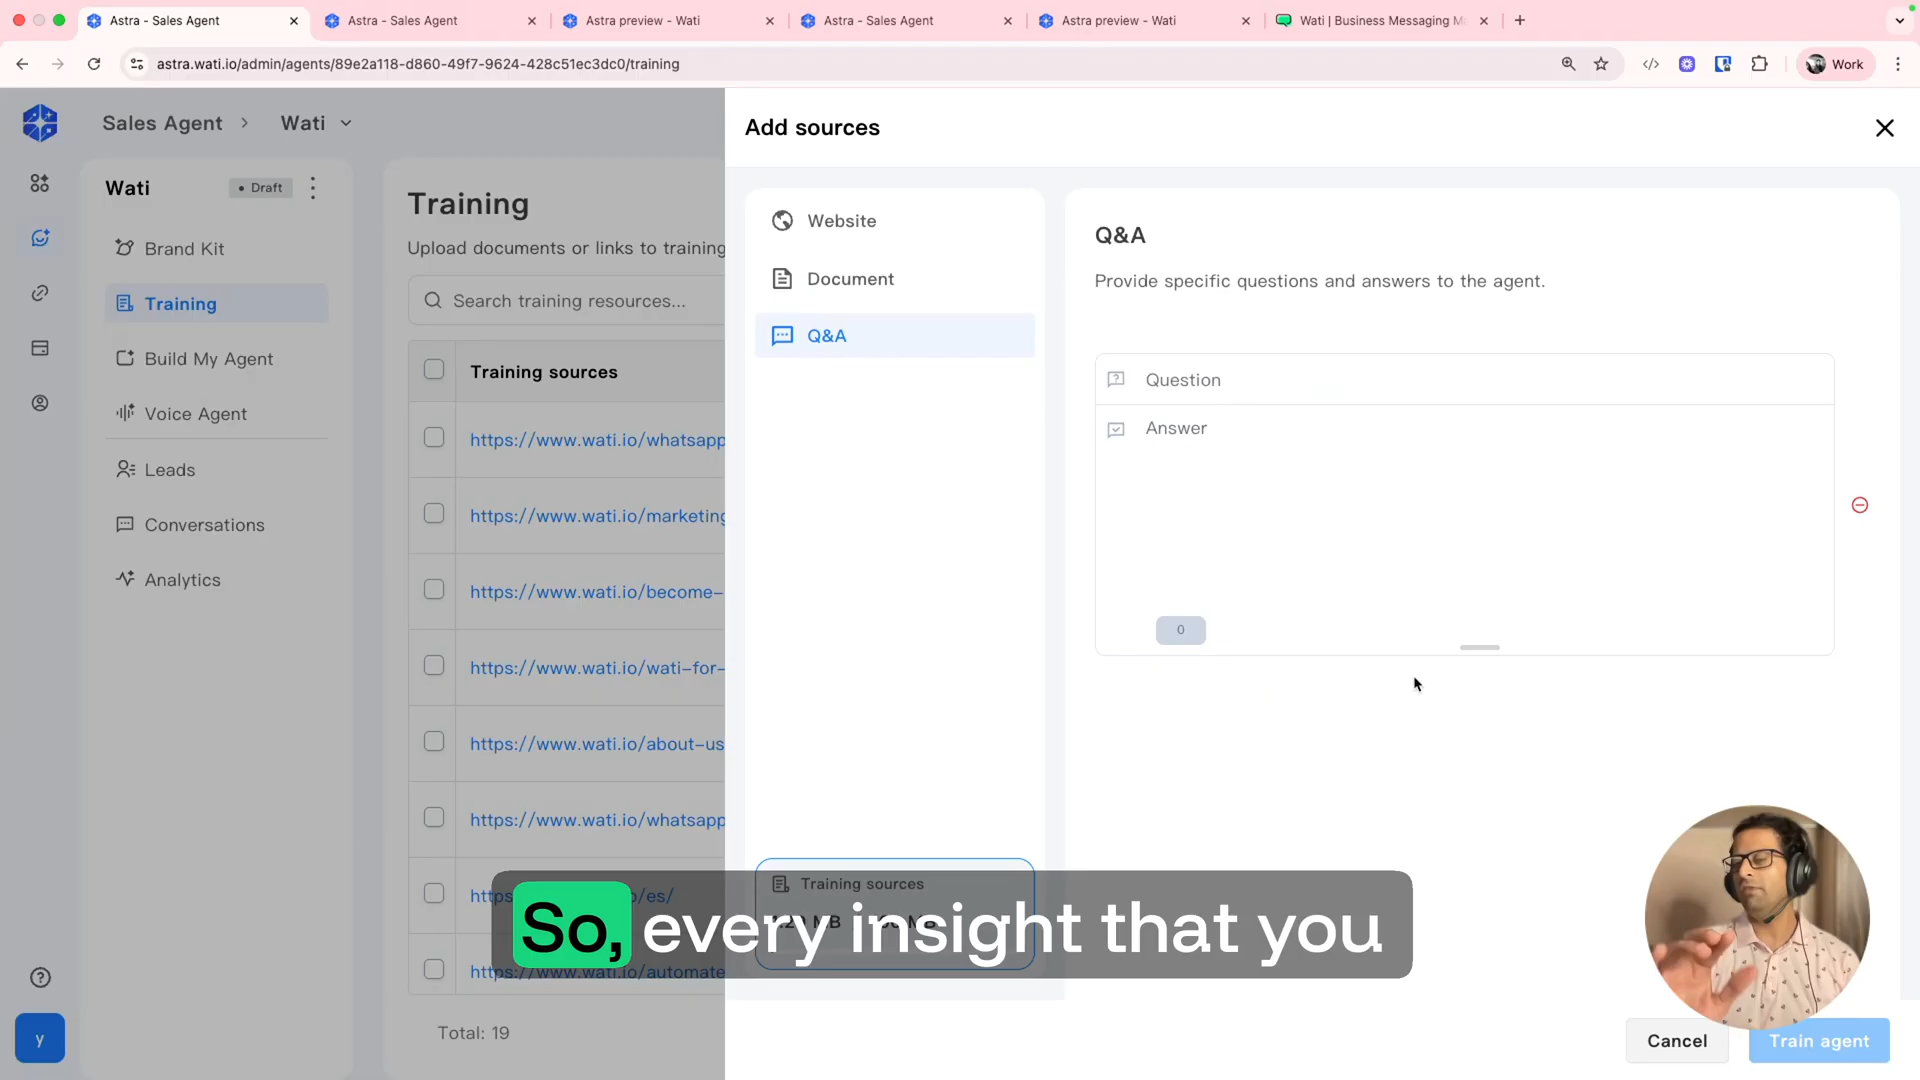 Astra - Sales Agent
Astra - Sales Agent
Astra preview - Wati
Astra - Sales Agent
Astra preview - Wati
Wati | Business Messaging M
astra.wati.io/admin/agents/89e2a118-d860-49f7-9624-428c51ec3dc0/training
Work
Sales Agent > Wati
Wati
• Draft
Brand Kit
Training
Build My Agent
Voice Agent
Leads
Conversations
Analytics
y
Training
Upload documents or links to training
Search training resources...
Training sources
https://www.wati.io/whatsapp
https://www.wati.io/marketing
https://www.wati.io/become-
https://www.wati.io/wati-for-
https://www.wati.io/about-us
https://www.wati.io/whatsapp
/es/
https://www.wati.io/automate
Total: 19
Add sources
Website
Document
Q&A
Training sources
Q&A
Provide specific questions and answers to the agent.
Question
Answer
0
So, every insight that you
Cancel
Train agent